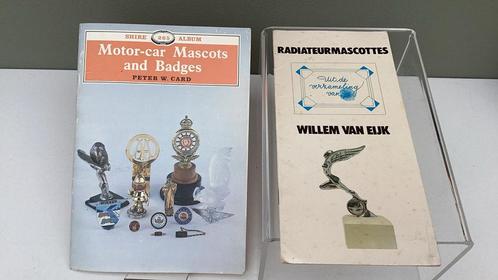 SHIRE 265 ALBUM
Motor-car Mascots
and Badges
PETER W. CARD
RADIATEURMASCOTTES
Uit de
verzameling
van
WILLEM VAN EIJK